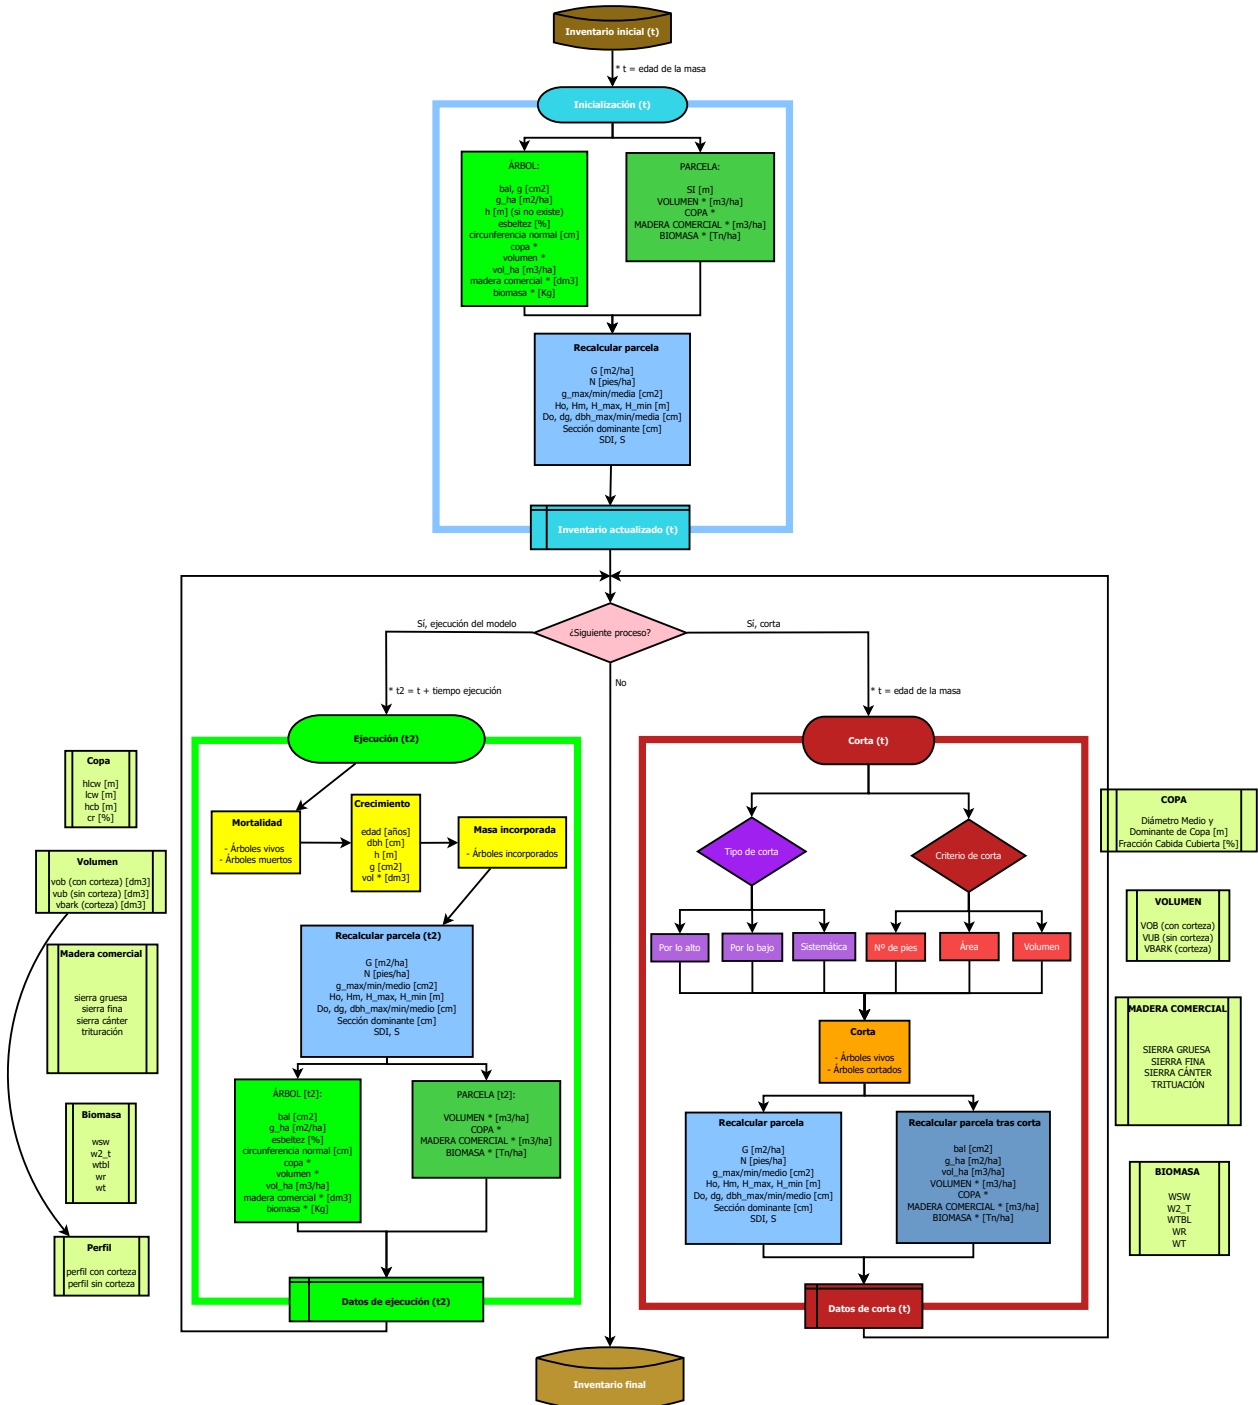 Inventario inicial (t)
* t = edad de la masa
Inicialización (t)
ÁRBOL:
bal, g [cm2]
g_ha [m2/ha]
h [m] (si no existe)
esbeltez [%]
circunferencia normal [cm]
copa *
volumen *
vol_ha [m3/ha]
madera comercial * [dm3]
biomasa * [Kg]
PARCELA:
SI [m]
VOLUMEN * [m3/ha]
COPA *
MADERA COMERCIAL * [m3/ha]
BIOMASA * [Tn/ha]
Recalcular parcela
G [m2/ha]
N [pies/ha]
g_max/min/media [cm2]
Ho, Hm, H_max, H_min [m]
Do, dg, dbh_max/min/media [cm]
Sección dominante [cm]
SDI, S
Inventario actualizado (t)
¿Siguiente proceso?
Sí, ejecución del modelo
Sí, corta
No
* t2 = t + tiempo ejecución
* t = edad de la masa
Ejecución (t2)
Mortalidad
- Árboles vivos
- Árboles muertos
Crecimiento
edad [años]
dbh [cm]
h [m]
g [cm2]
vol * [dm3]
Masa incorporada
- Árboles incorporados
Recalcular parcela (t2)
G [m2/ha]
N [pies/ha]
g_max/min/medio [cm2]
Ho, Hm, H_max, H_min [m]
Do, dg, dbh_max/min/medio [cm]
Sección dominante [cm]
SDI, S
ÁRBOL [t2]:
bal [cm2]
g_ha [m2/ha]
esbeltez [%]
circunferencia normal [cm]
copa *
volumen *
vol_ha [m3/ha]
madera comercial * [dm3]
biomasa * [Kg]
PARCELA [t2]:
VOLUMEN * [m3/ha]
COPA *
MADERA COMERCIAL * [m3/ha]
BIOMASA * [Tn/ha]
Datos de ejecución (t2)
Corta (t)
Tipo de corta
Criterio de corta
Por lo alto
Por lo bajo
Sistemática
Nº de pies
Área
Volumen
Corta
- Árboles vivos
- Árboles cortados
Recalcular parcela
G [m2/ha]
N [pies/ha]
g_max/min/medio [cm2]
Ho, Hm, H_max, H_min [m]
Do, dg, dbh_max/min/medio [cm]
Sección dominante [cm]
SDI, S
Recalcular parcela tras corta
bal [cm2]
g_ha [m2/ha]
vol_ha [m3/ha]
VOLUMEN * [m3/ha]
COPA *
MADERA COMERCIAL * [m3/ha]
BIOMASA * [Tn/ha]
Datos de corta (t)
Inventario final
Copa
hlcw [m]
lcw [m]
hcb [m]
cr [%]
Volumen
vob (con corteza) [dm3]
vub (sin corteza) [dm3]
vbark (corteza) [dm3]
Madera comercial
sierra gruesa
sierra fina
sierra cánter
trituración
Biomasa
wsw
w2_t
wtbl
wr
wt
Perfil
perfil con corteza
perfil sin corteza
COPA
Diámetro Medio y
Dominante de Copa [m]
Fracción Cabida Cubierta [%]
VOLUMEN
VOB (con corteza)
VUB (sin corteza)
VBARK (corteza)
MADERA COMERCIAL
SIERRA GRUESA
SIERRA FINA
SIERRA CÁNTER
TRITUACIÓN
BIOMASA
WSW
W2_T
WTBL
WR
WT